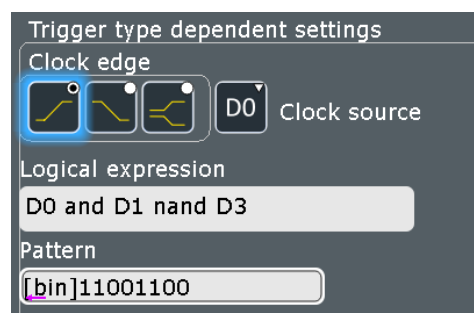 Trigger type dependent settings
Clock edge
D0 Clock source
Logical expression
D0 and D1 nand D3
Pattern
[bin]11001100